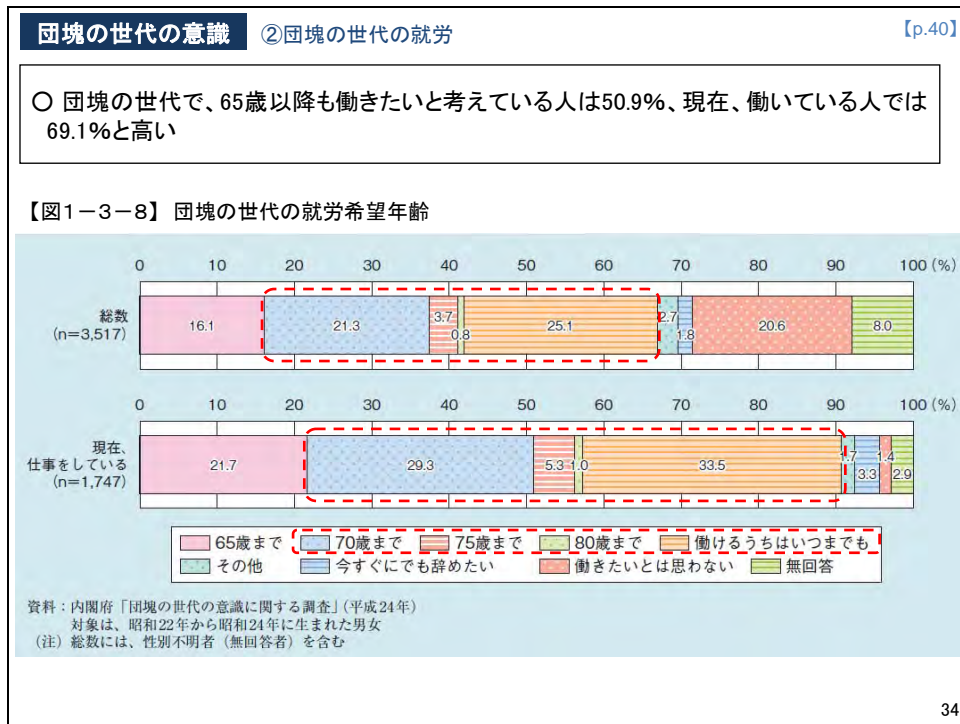 団塊の世代の意識 ②団塊の世代の就労 【p.40】
○ 団塊の世代で、65歳以降も働きたいと考えている人は50.9%、現在、働いている人では
69.1%と高い
【図1-3-8】 団塊の世代の就労希望年齢
0 10 20 30 40 50 60 70 80 90 100 (%)
総数
(n=3,517)
16.1 21.3 3.7 0.8 25.1 2.7 1.8 20.6 8.0
0 10 20 30 40 50 60 70 80 90 100 (%)
現在、
仕事をしている
(n=1,747)
21.7 29.3 5.3 1.0 33.5 1.7 3.3 1.4 2.9
65歳まで 70歳まで 75歳まで 80歳まで 働けるうちはいつまでも
その他 今すぐにでも辞めたい 働きたいとは思わない 無回答
資料:内閣府「団塊の世代の意識に関する調査」(平成24年)
対象は、昭和22年から昭和24年に生まれた男女
(注)総数には、性別不明者(無回答者)を含む
34